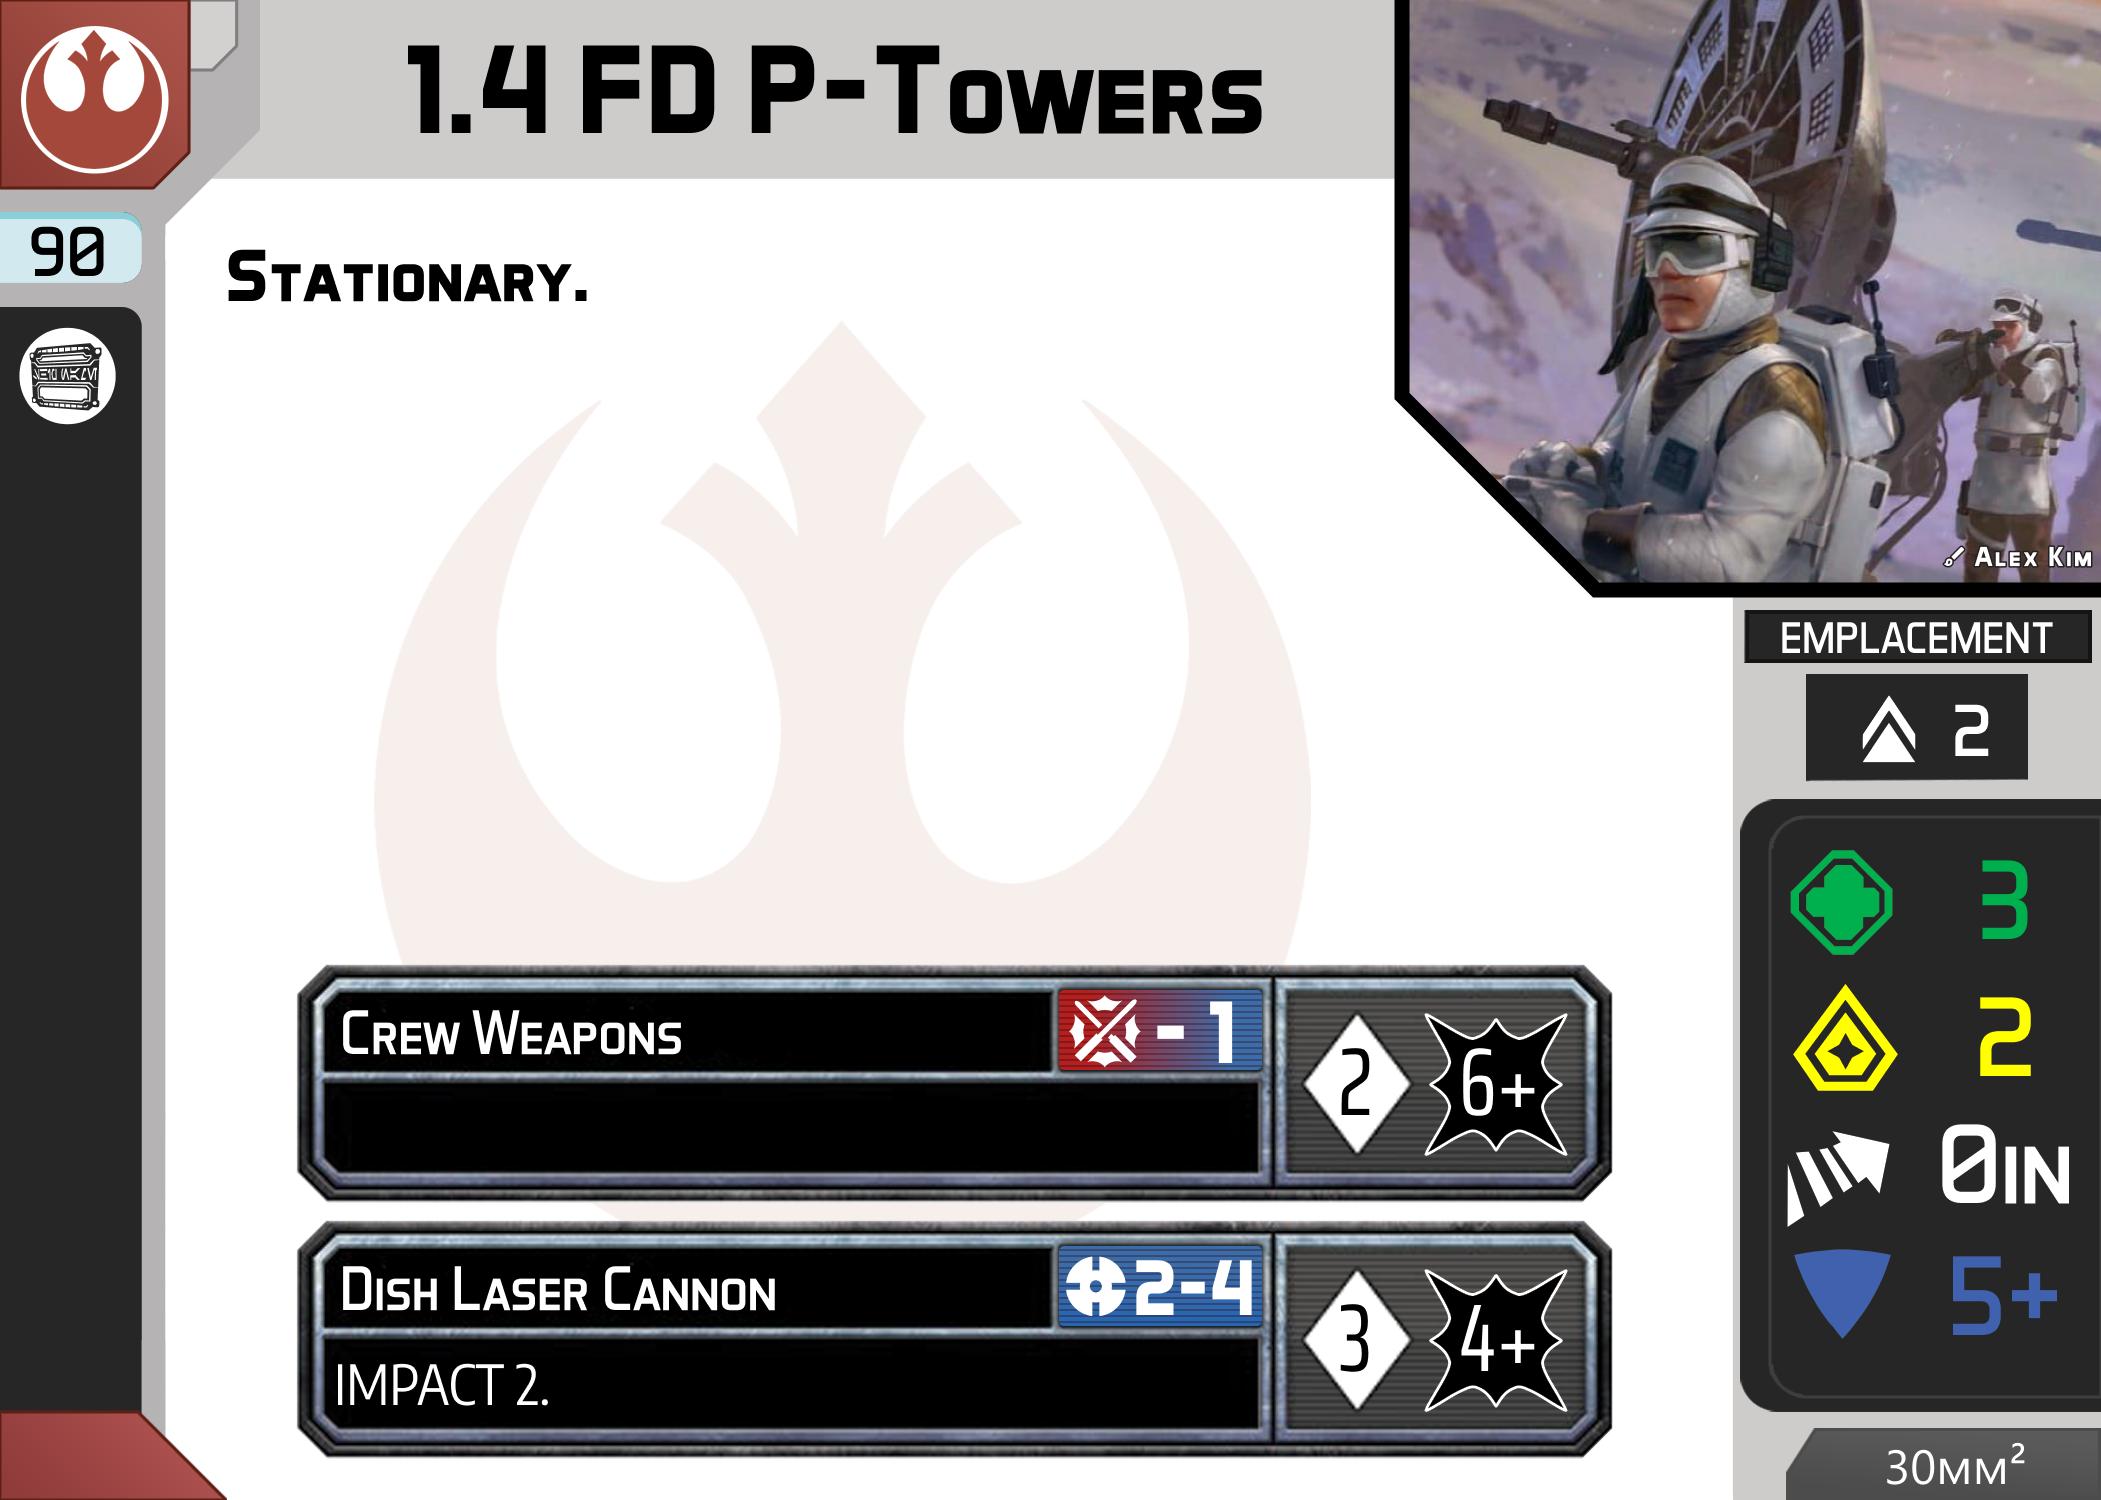 1.4 FD P-Towers
90
Stationary.
Alex Kim
EMPLACEMENT
2
3
2
0in
5+
Crew Weapons
- 1
2
6+
Dish Laser Cannon
2-4
IMPACT 2.
3
4+
30mm²